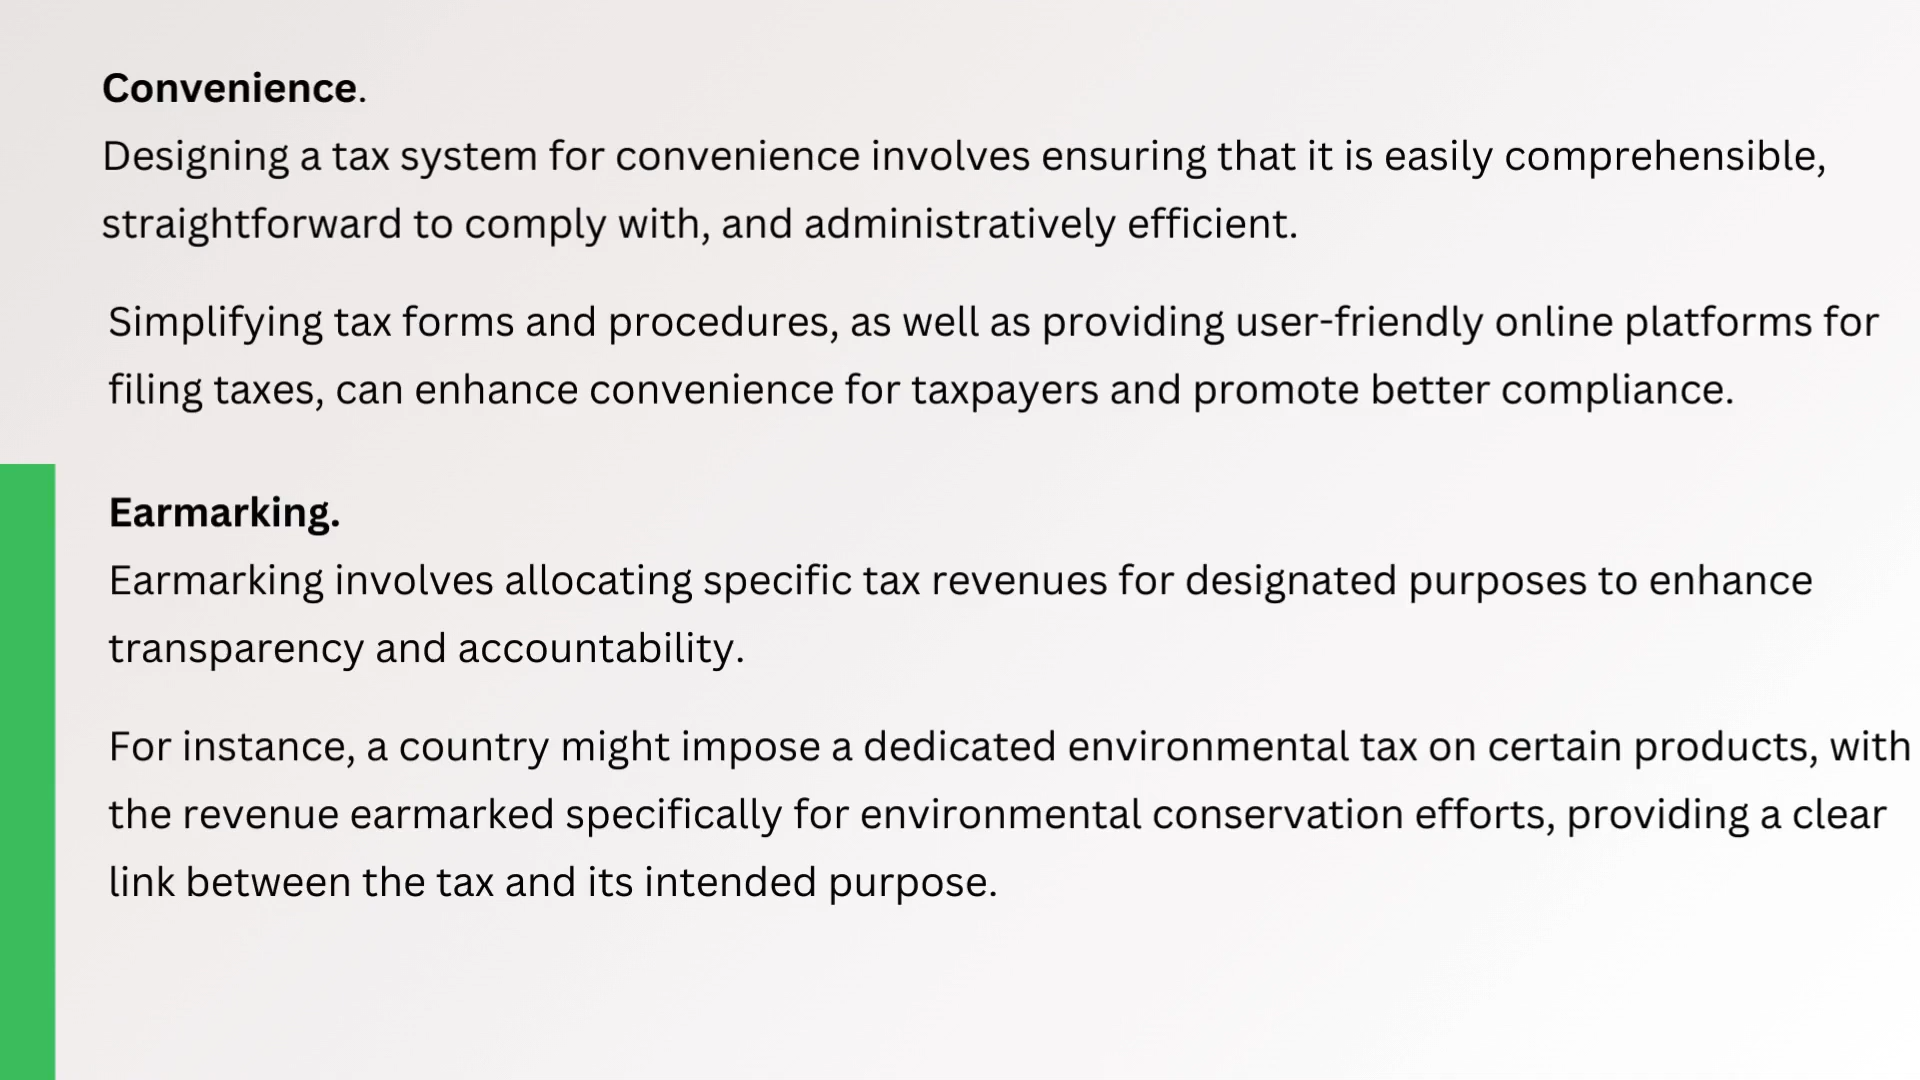 Convenience.
Designing a tax system for convenience involves ensuring that it is easily comprehensible,
straightforward to comply with, and administratively efficient.
Simplifying tax forms and procedures, as well as providing user-friendly online platforms for
filing taxes, can enhance convenience for taxpayers and promote better compliance.
Earmarking.
Earmarking involves allocating specific tax revenues for designated purposes to enhance
transparency and accountability.
For instance, a country might impose a dedicated environmental tax on certain products, with
the revenue earmarked specifically for environmental conservation efforts, providing a clear
link between the tax and its intended purpose.